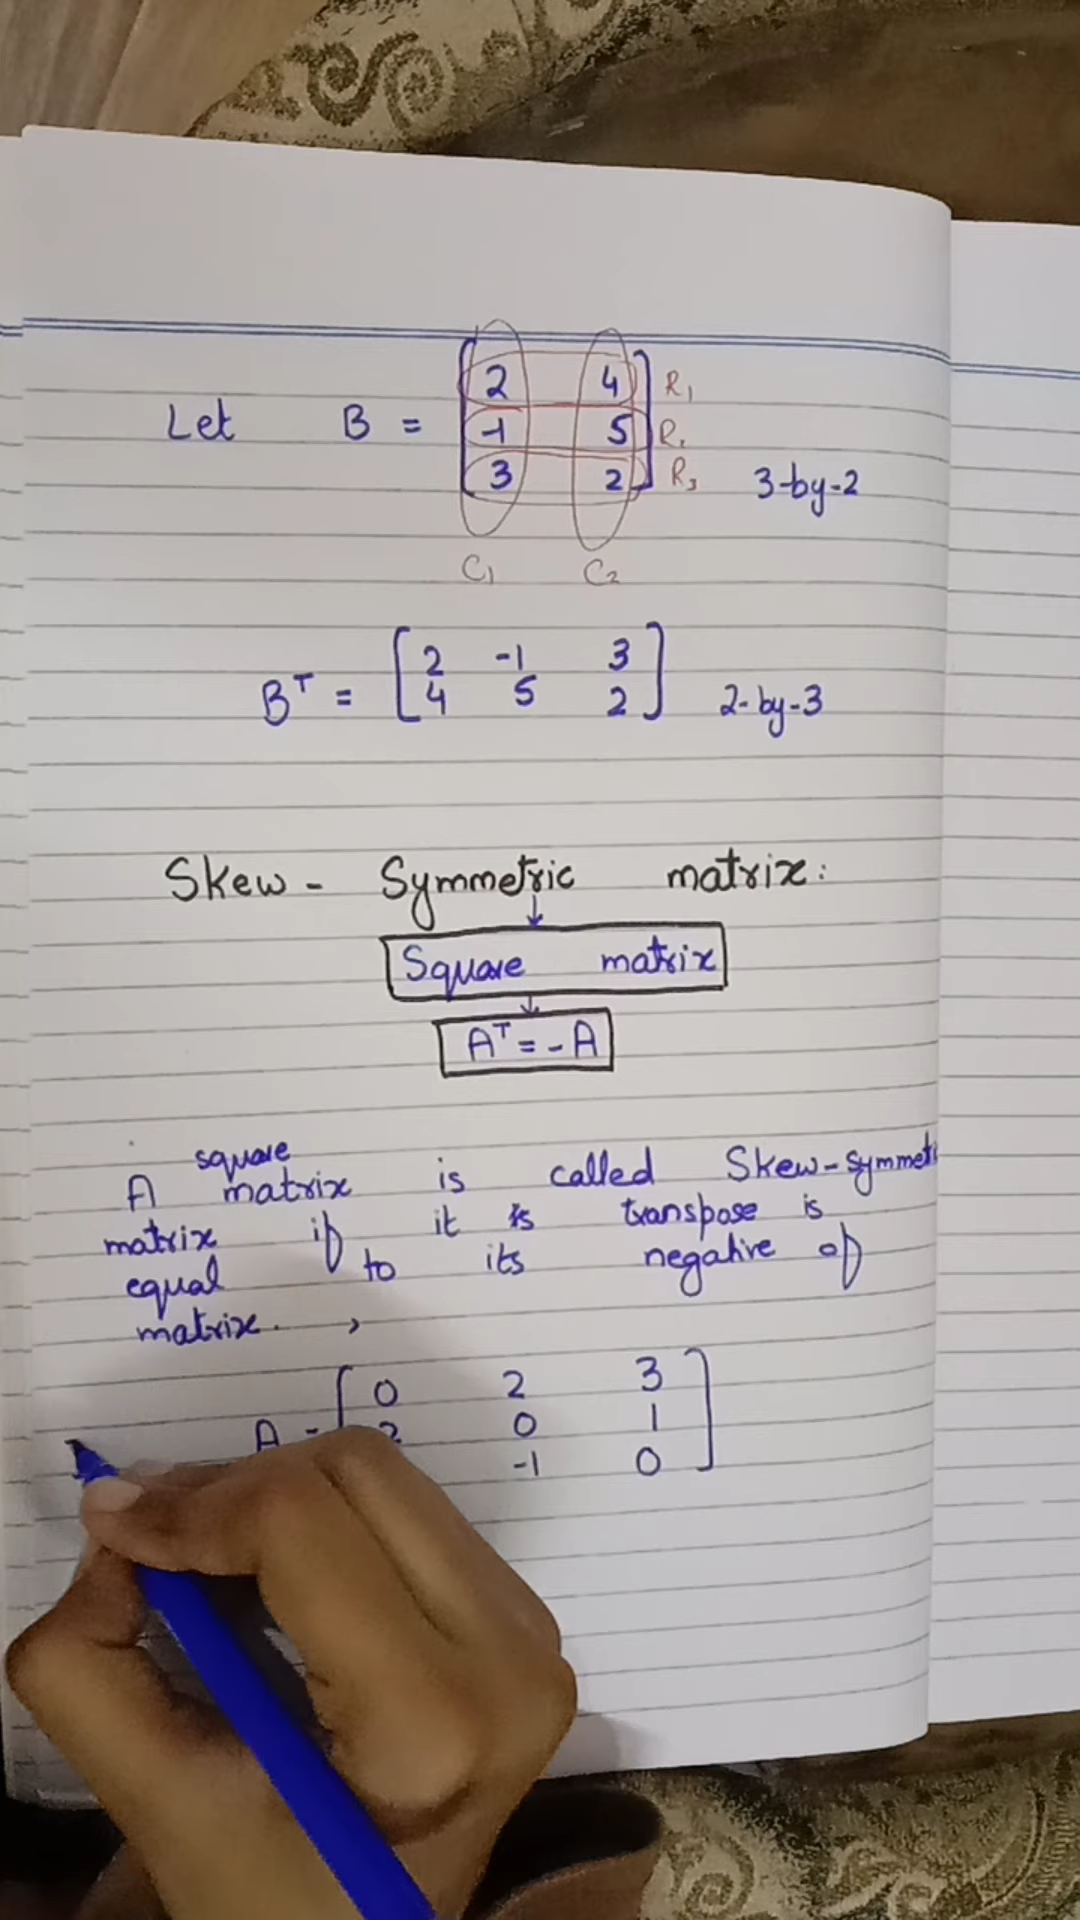 2 4 R₁
Let B = -1 5 R₂
3 2 R₃ 3-by-2
C₁ C₂
2 -1 3
Bᵀ = 4 5 2 2-by-3
Skew - Symmetric matrix:
Square matrix
Aᵀ = - A
square
A matrix is called Skew-Symmet
matrix if it is transpose is
equal to its negative of
matrix.
0 2 3
A = 0 1
-1 0